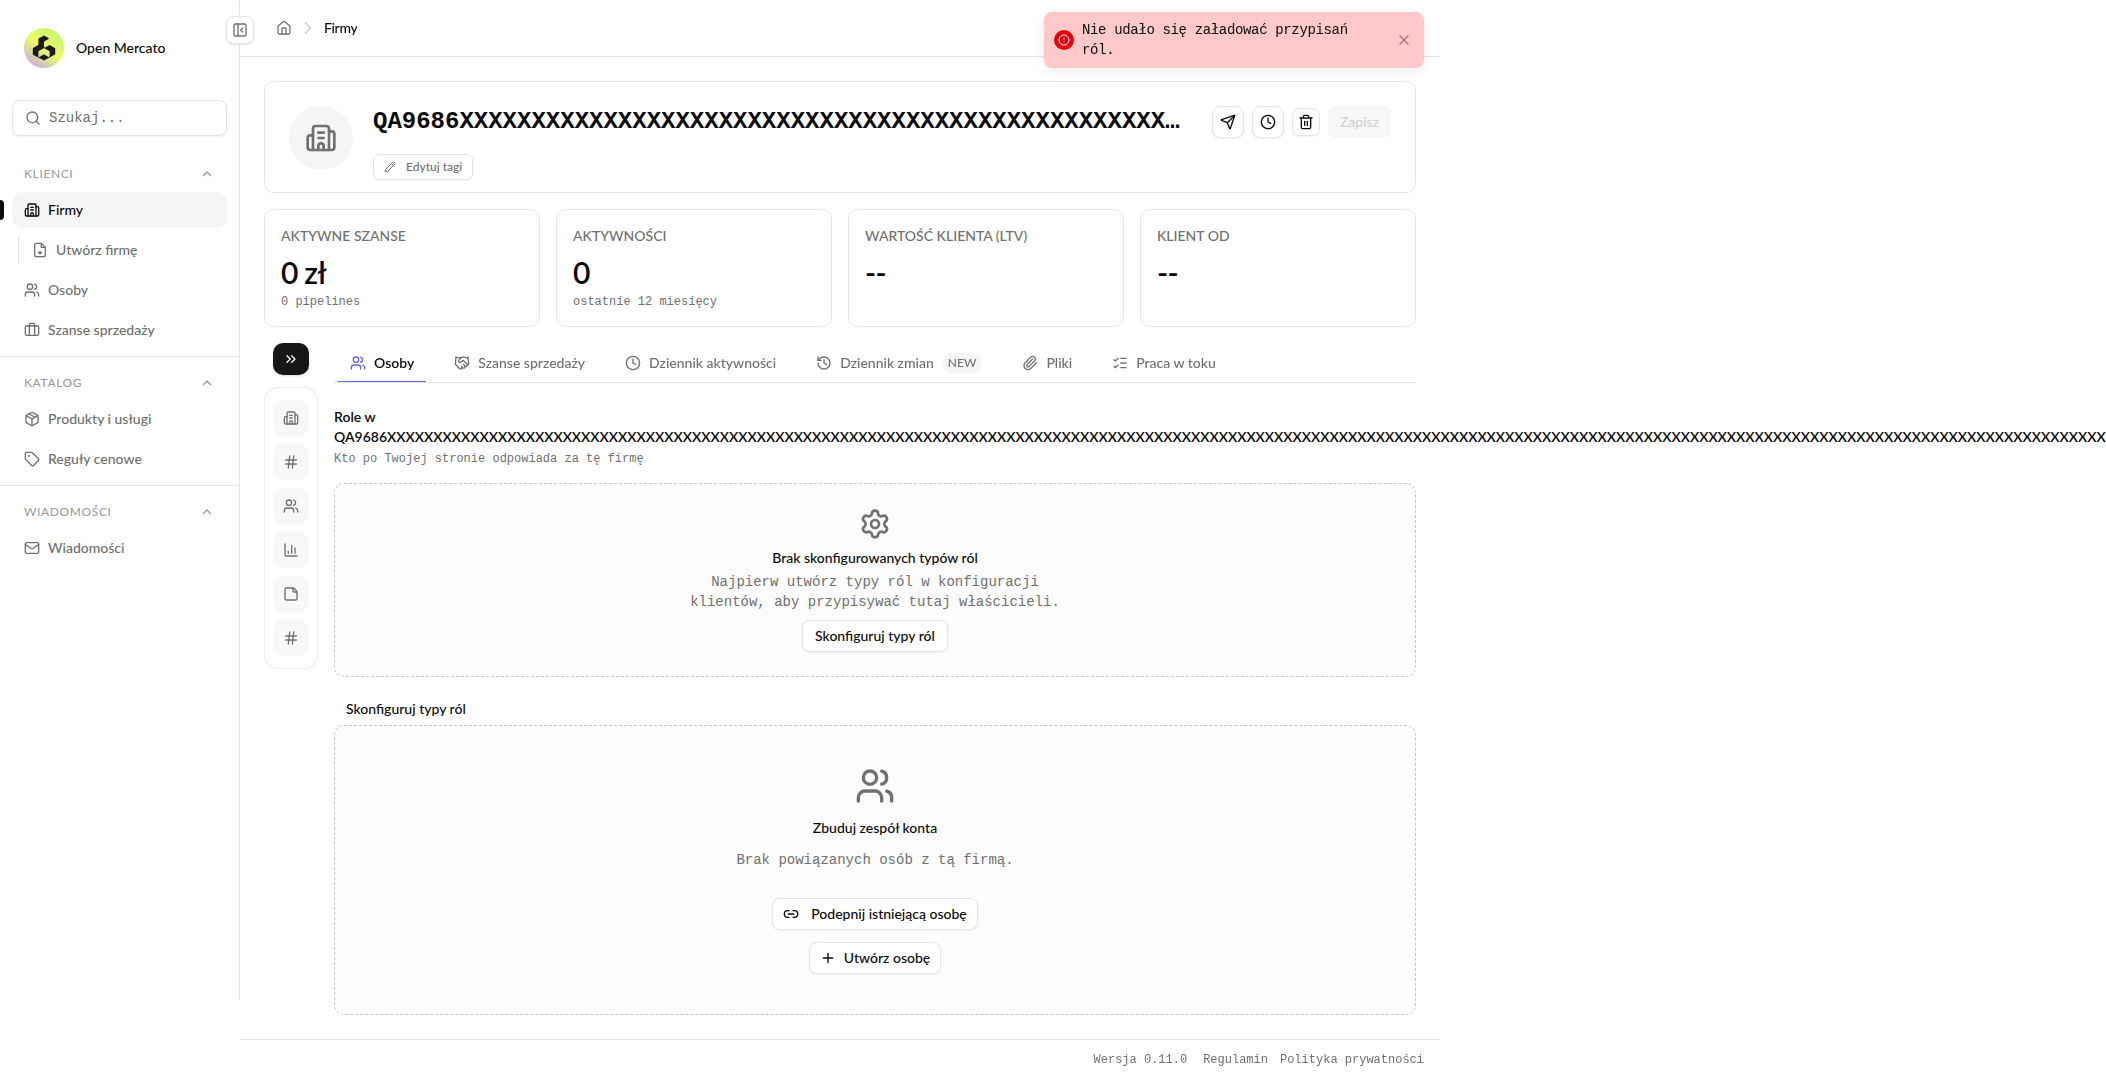 Open Mercato
Firmy
Nie udało się załadować przypisań
ról.
Szukaj...
KLIENCI
Firmy
Utwórz firmę
Osoby
Szanse sprzedaży
KATALOG
Produkty i usługi
Reguły cenowe
WIADOMOŚCI
Wiadomości
Edytuj tagi
Zapisz
AKTYWNE SZANSE
0 zł
0 pipelines
AKTYWNOŚCI
0
ostatnie 12 miesięcy
WARTOŚĆ KLIENTA (LTV)
--
KLIENT OD
--
Osoby
Szanse sprzedaży
Dziennik aktywności
Dziennik zmian NEW
Pliki
Praca w toku
Role w
Kto po Twojej stronie odpowiada za tę firmę
Brak skonfigurowanych typów ról
Najpierw utwórz typy ról w konfiguracji
klientów, aby przypisywać tutaj właścicieli.
Skonfiguruj typy ról
Skonfiguruj typy ról
Zbuduj zespół konta
Brak powiązanych osób z tą firmą.
Podepnij istniejącą osobę
Utwórz osobę
Wersja 0.11.0 Regulamin Polityka prywatności